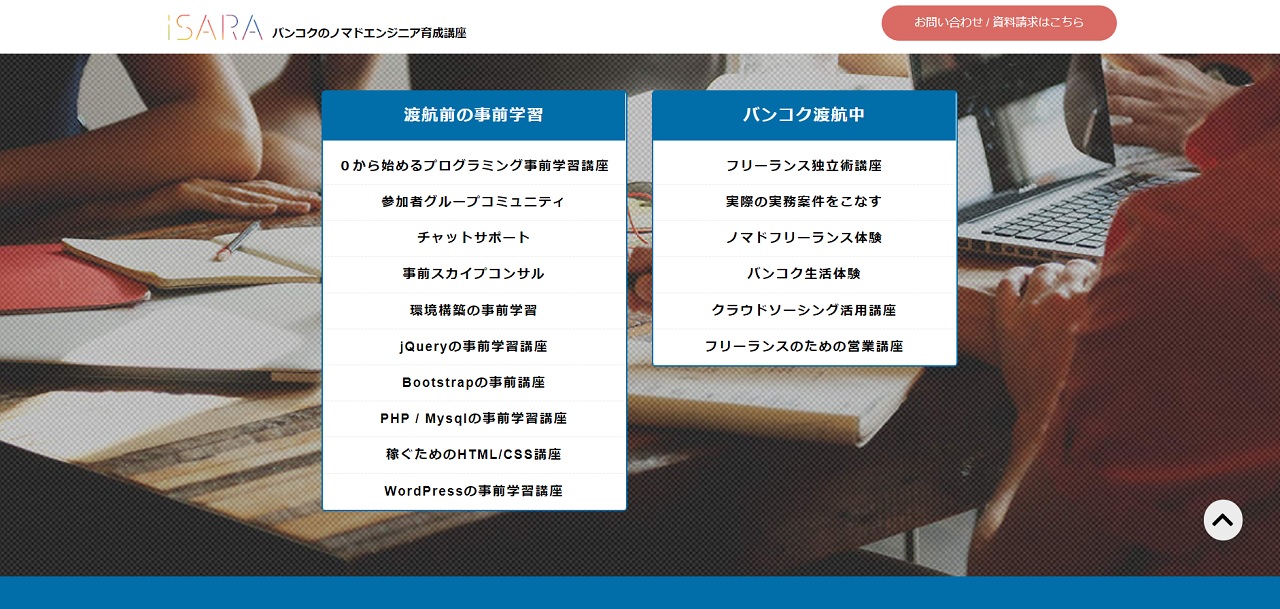 iSARA バンコクのノマドエンジニア育成講座
お問い合わせ / 資料請求はこちら
渡航前の事前学習
０から始めるプログラミング事前学習講座
参加者グループコミュニティ
チャットサポート
事前スカイプコンサル
環境構築の事前学習
jQueryの事前学習講座
Bootstrapの事前講座
PHP / Mysqlの事前学習講座
稼ぐためのHTML/CSS講座
WordPressの事前学習講座
バンコク渡航中
フリーランス独立術講座
実際の実務案件をこなす
ノマドフリーランス体験
バンコク生活体験
クラウドソーシング活用講座
フリーランスのための営業講座